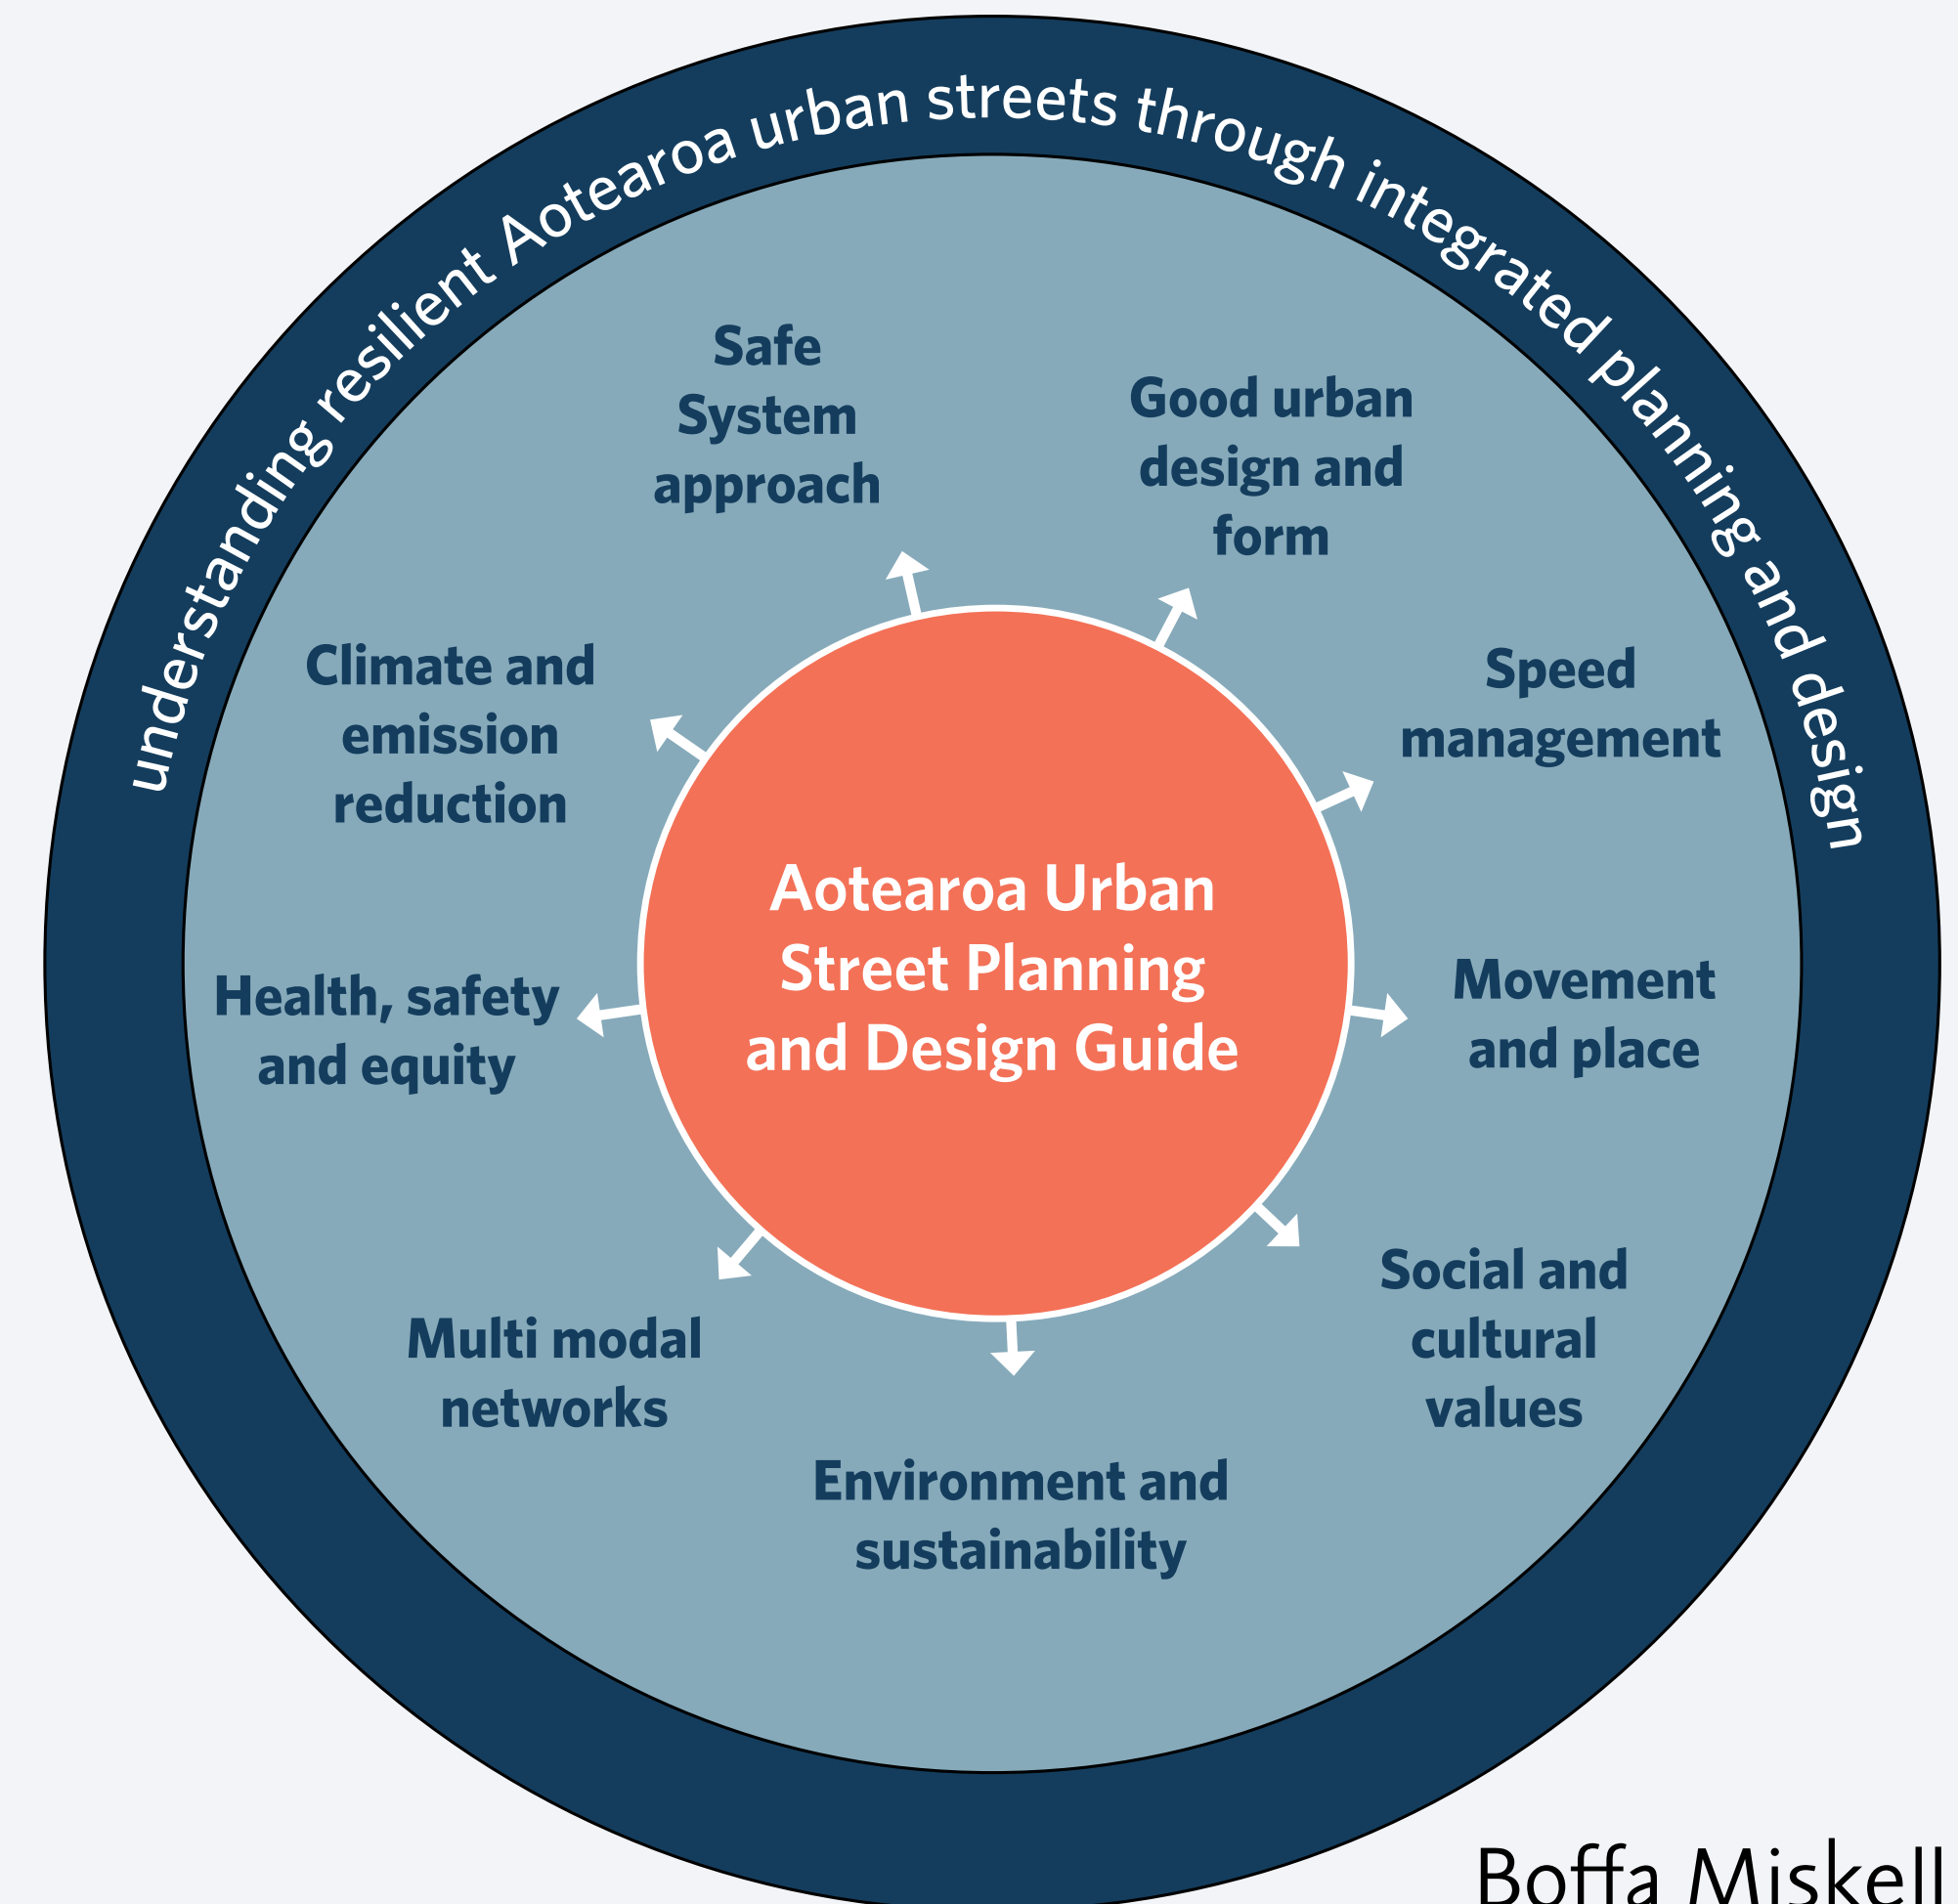 understanding resilient Aotearoa urban streets through integrated planning and design
Safe
System
approach
Good urban
design and
form
Speed
management
Movement
and place
Social and
cultural
values
Environment and
sustainability
Multi modal
networks
Health, safety
and equity
Climate and
emission
reduction
Aotearoa Urban
Street Planning
and Design Guide
Boffa Miskell